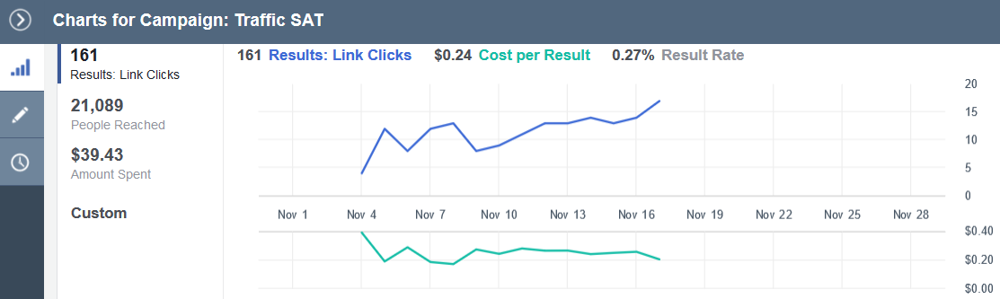 Charts for Campaign: Traffic SAT
161
Results: Link Clicks
21,089
People Reached
$39.43
Amount Spent
Custom
161 Results: Link Clicks $0.24 Cost per Result 0.27% Result Rate
20
15
10
5
0
Nov 1 Nov 4 Nov 7 Nov 10 Nov 13 Nov 16 Nov 19 Nov 22 Nov 25 Nov 28
$0.40
$0.20
$0.00